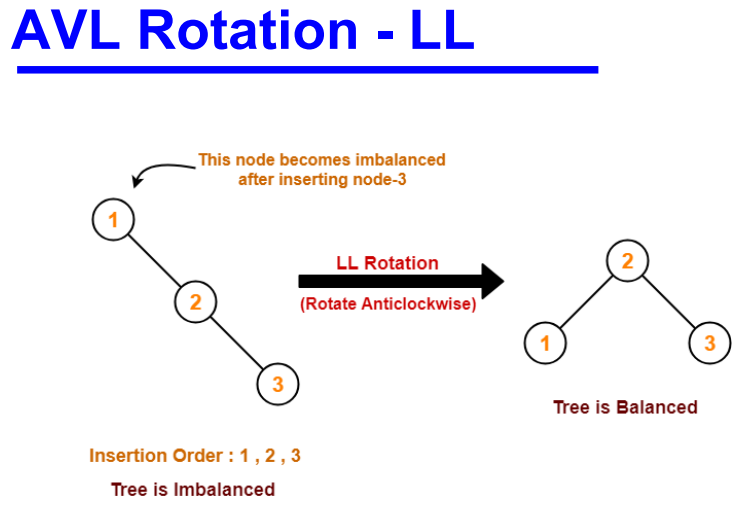 AVL Rotation - LL
This node becomes imbalanced
after inserting node-3
1
2
3
LL Rotation
(Rotate Anticlockwise)
2
1
3
Tree is Balanced
Insertion Order : 1 , 2 , 3
Tree is Imbalanced